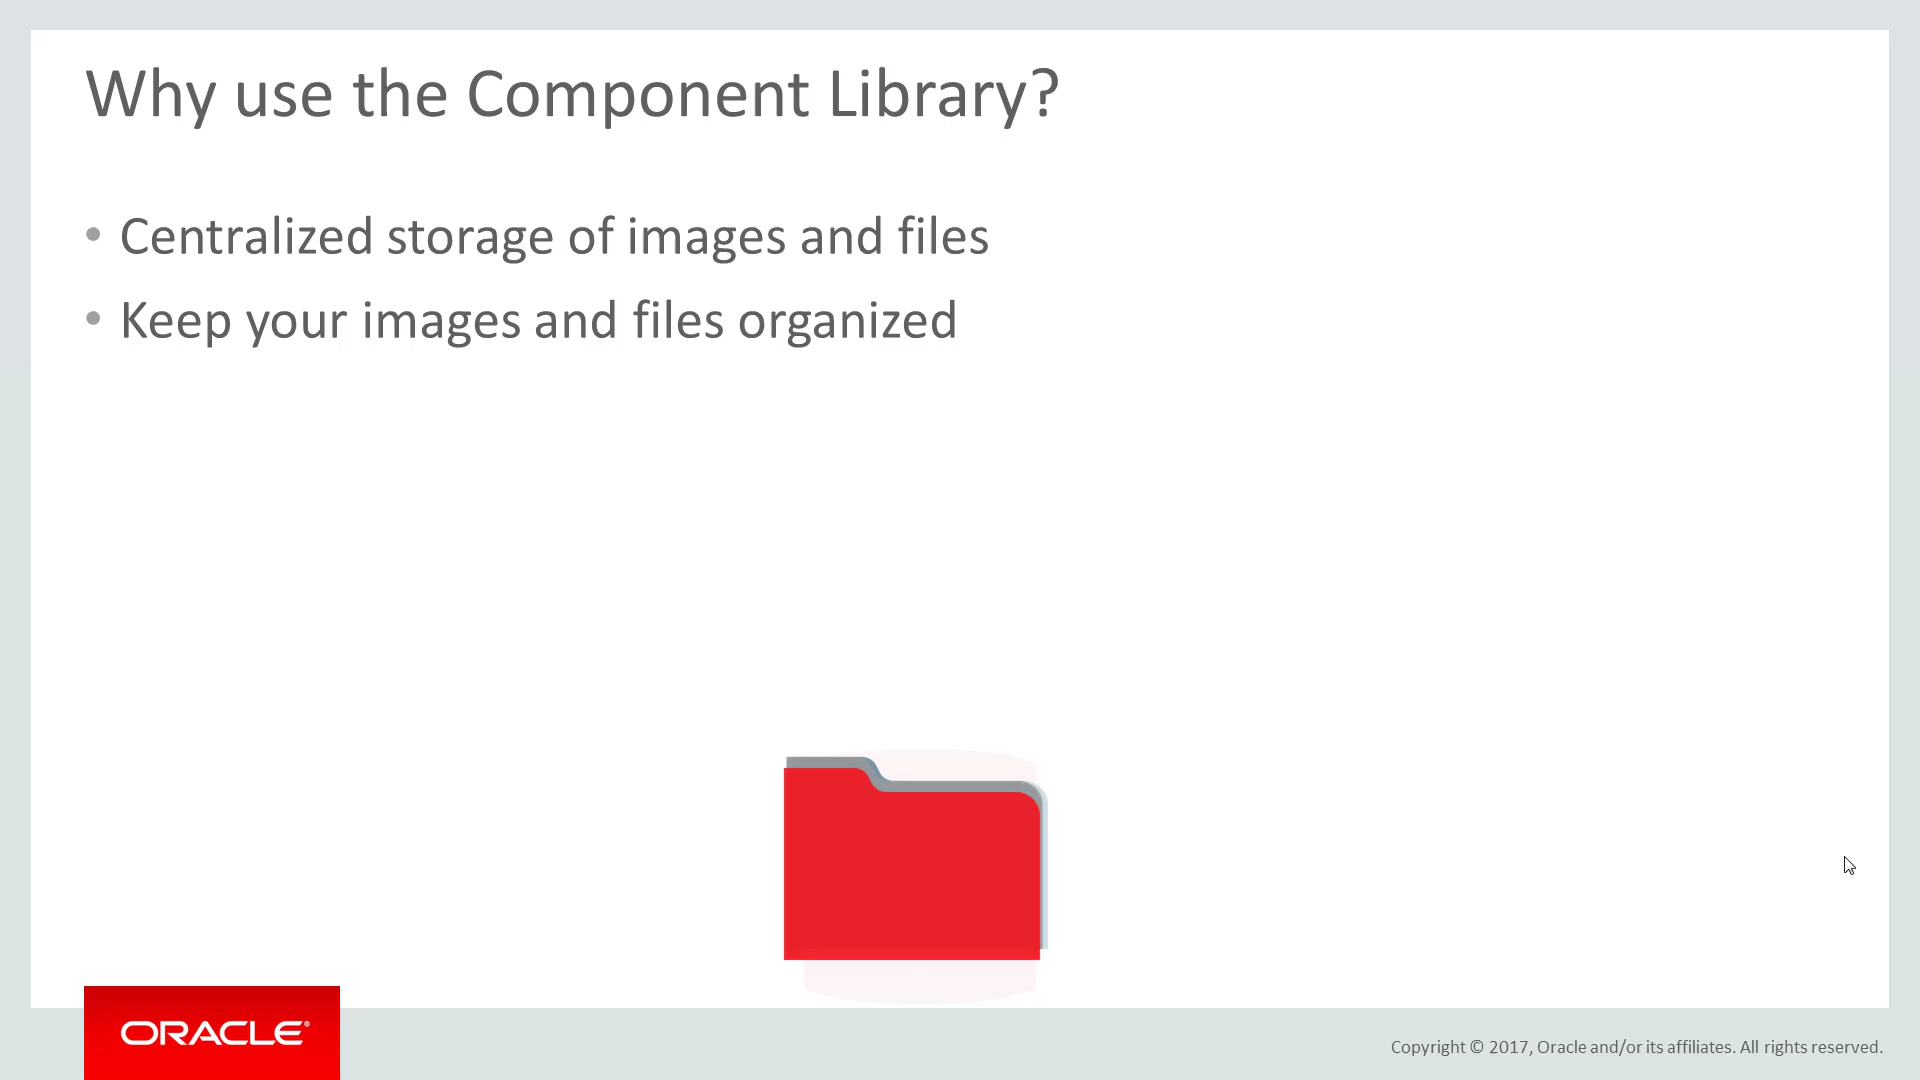 Why use the Component Library?
• Centralized storage of images and files
• Keep your images and files organized
ORACLE®
Copyright © 2017, Oracle and/or its affiliates. All rights reserved.